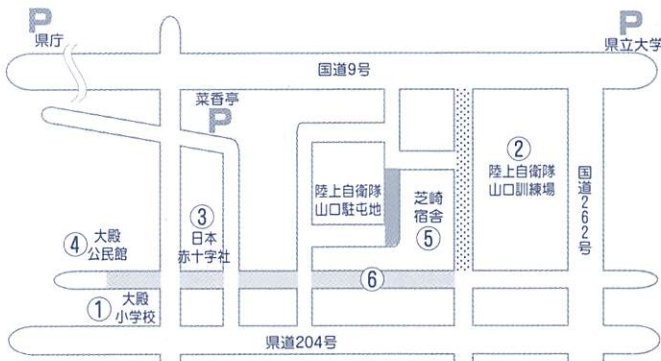 P
県庁
P
県立大学
国道9号
菜香亭
P
②
陸上自衛隊
山口訓練場
国道262号
陸上自衛隊
山口駐屯地
芝崎
宿舎
⑤
③
日本
赤十字社
④
大殿
公民館
⑥
①
大殿
小学校
県道204号